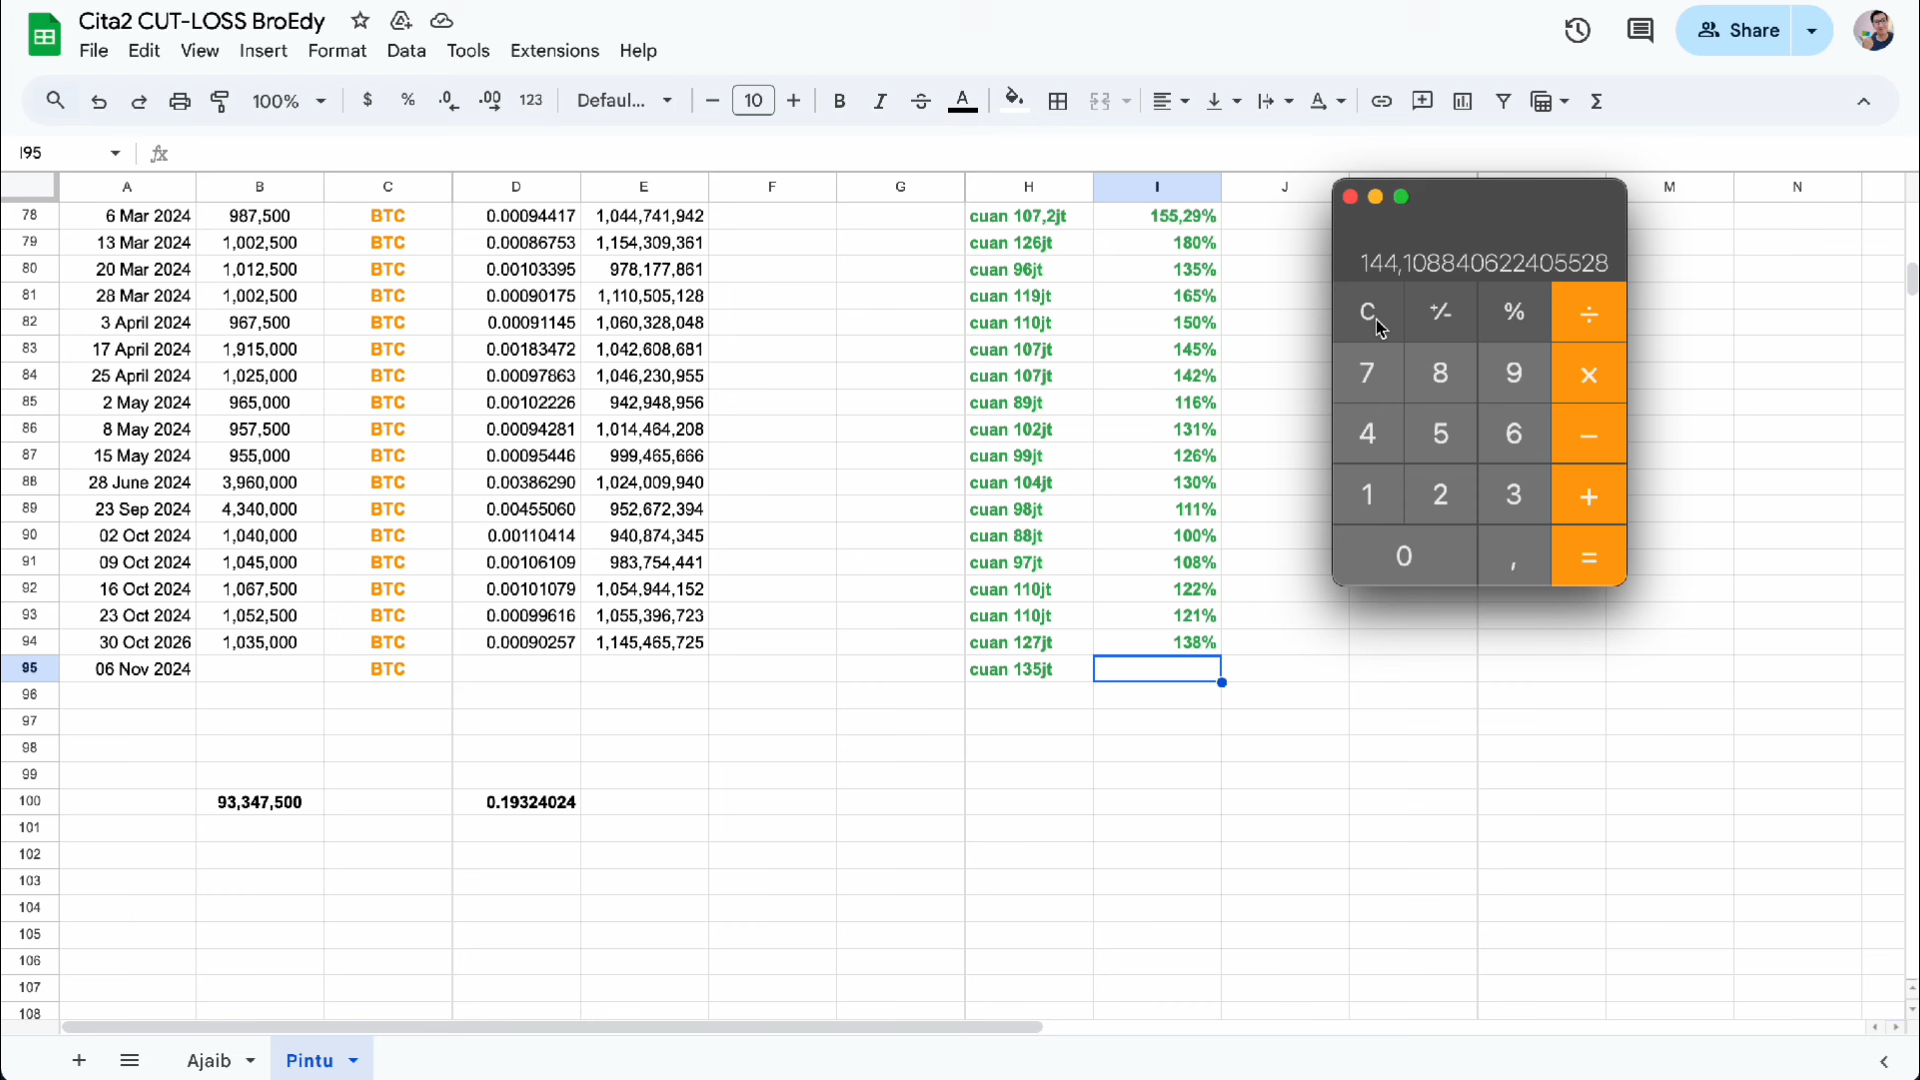 Cita2 CUT-LOSS BroEdy
File Edit View Insert Format Data Tools Extensions Help
Share
100% $ % .0 .00 123 Defaul... 10 B I A
I95 fx
A B C D E F G H I J M N
78 6 Mar 2024 987,500 BTC 0.00094417 1,044,741,942 cuan 107,2jt 155,29%
79 13 Mar 2024 1,002,500 BTC 0.00086753 1,154,309,361 cuan 126jt 180%
80 20 Mar 2024 1,012,500 BTC 0.00103395 978,177,861 cuan 96jt 135%
81 28 Mar 2024 1,002,500 BTC 0.00090175 1,110,505,128 cuan 119jt 165%
82 3 April 2024 967,500 BTC 0.00091145 1,060,328,048 cuan 110jt 150%
83 17 April 2024 1,915,000 BTC 0.00183472 1,042,608,681 cuan 107jt 145%
84 25 April 2024 1,025,000 BTC 0.00097863 1,046,230,955 cuan 107jt 142%
85 2 May 2024 965,000 BTC 0.00102226 942,948,956 cuan 89jt 116%
86 8 May 2024 957,500 BTC 0.00094281 1,014,464,208 cuan 102jt 131%
87 15 May 2024 955,000 BTC 0.00095446 999,465,666 cuan 99jt 126%
88 28 June 2024 3,960,000 BTC 0.00386290 1,024,009,940 cuan 104jt 130%
89 23 Sep 2024 4,340,000 BTC 0.00455060 952,672,394 cuan 98jt 111%
90 02 Oct 2024 1,040,000 BTC 0.00110414 940,874,345 cuan 88jt 100%
91 09 Oct 2024 1,045,000 BTC 0.00106109 983,754,441 cuan 97jt 108%
92 16 Oct 2024 1,067,500 BTC 0.00101079 1,054,944,152 cuan 110jt 122%
93 23 Oct 2024 1,052,500 BTC 0.00099616 1,055,396,723 cuan 110jt 121%
94 30 Oct 2026 1,035,000 BTC 0.00090257 1,145,465,725 cuan 127jt 138%
95 06 Nov 2024 BTC cuan 135jt
96
97
98
99
100 93,347,500 0.19324024
101
102
103
104
105
106
107
108
144,108840622405528
C +/- % ÷
7 8 9 ×
4 5 6 −
1 2 3 +
0 , =
Ajaib Pintu